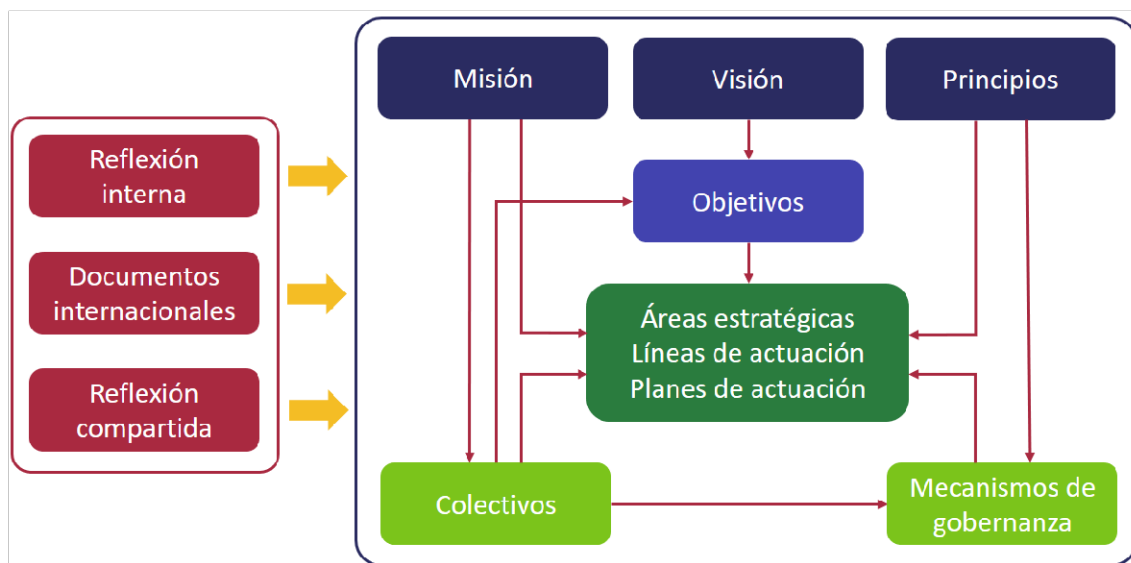 Misión
Visión
Principios
Reflexión
interna
Documentos
internacionales
Reflexión
compartida
Objetivos
Áreas estratégicas
Líneas de actuación
Planes de actuación
Colectivos
Mecanismos de
gobernanza